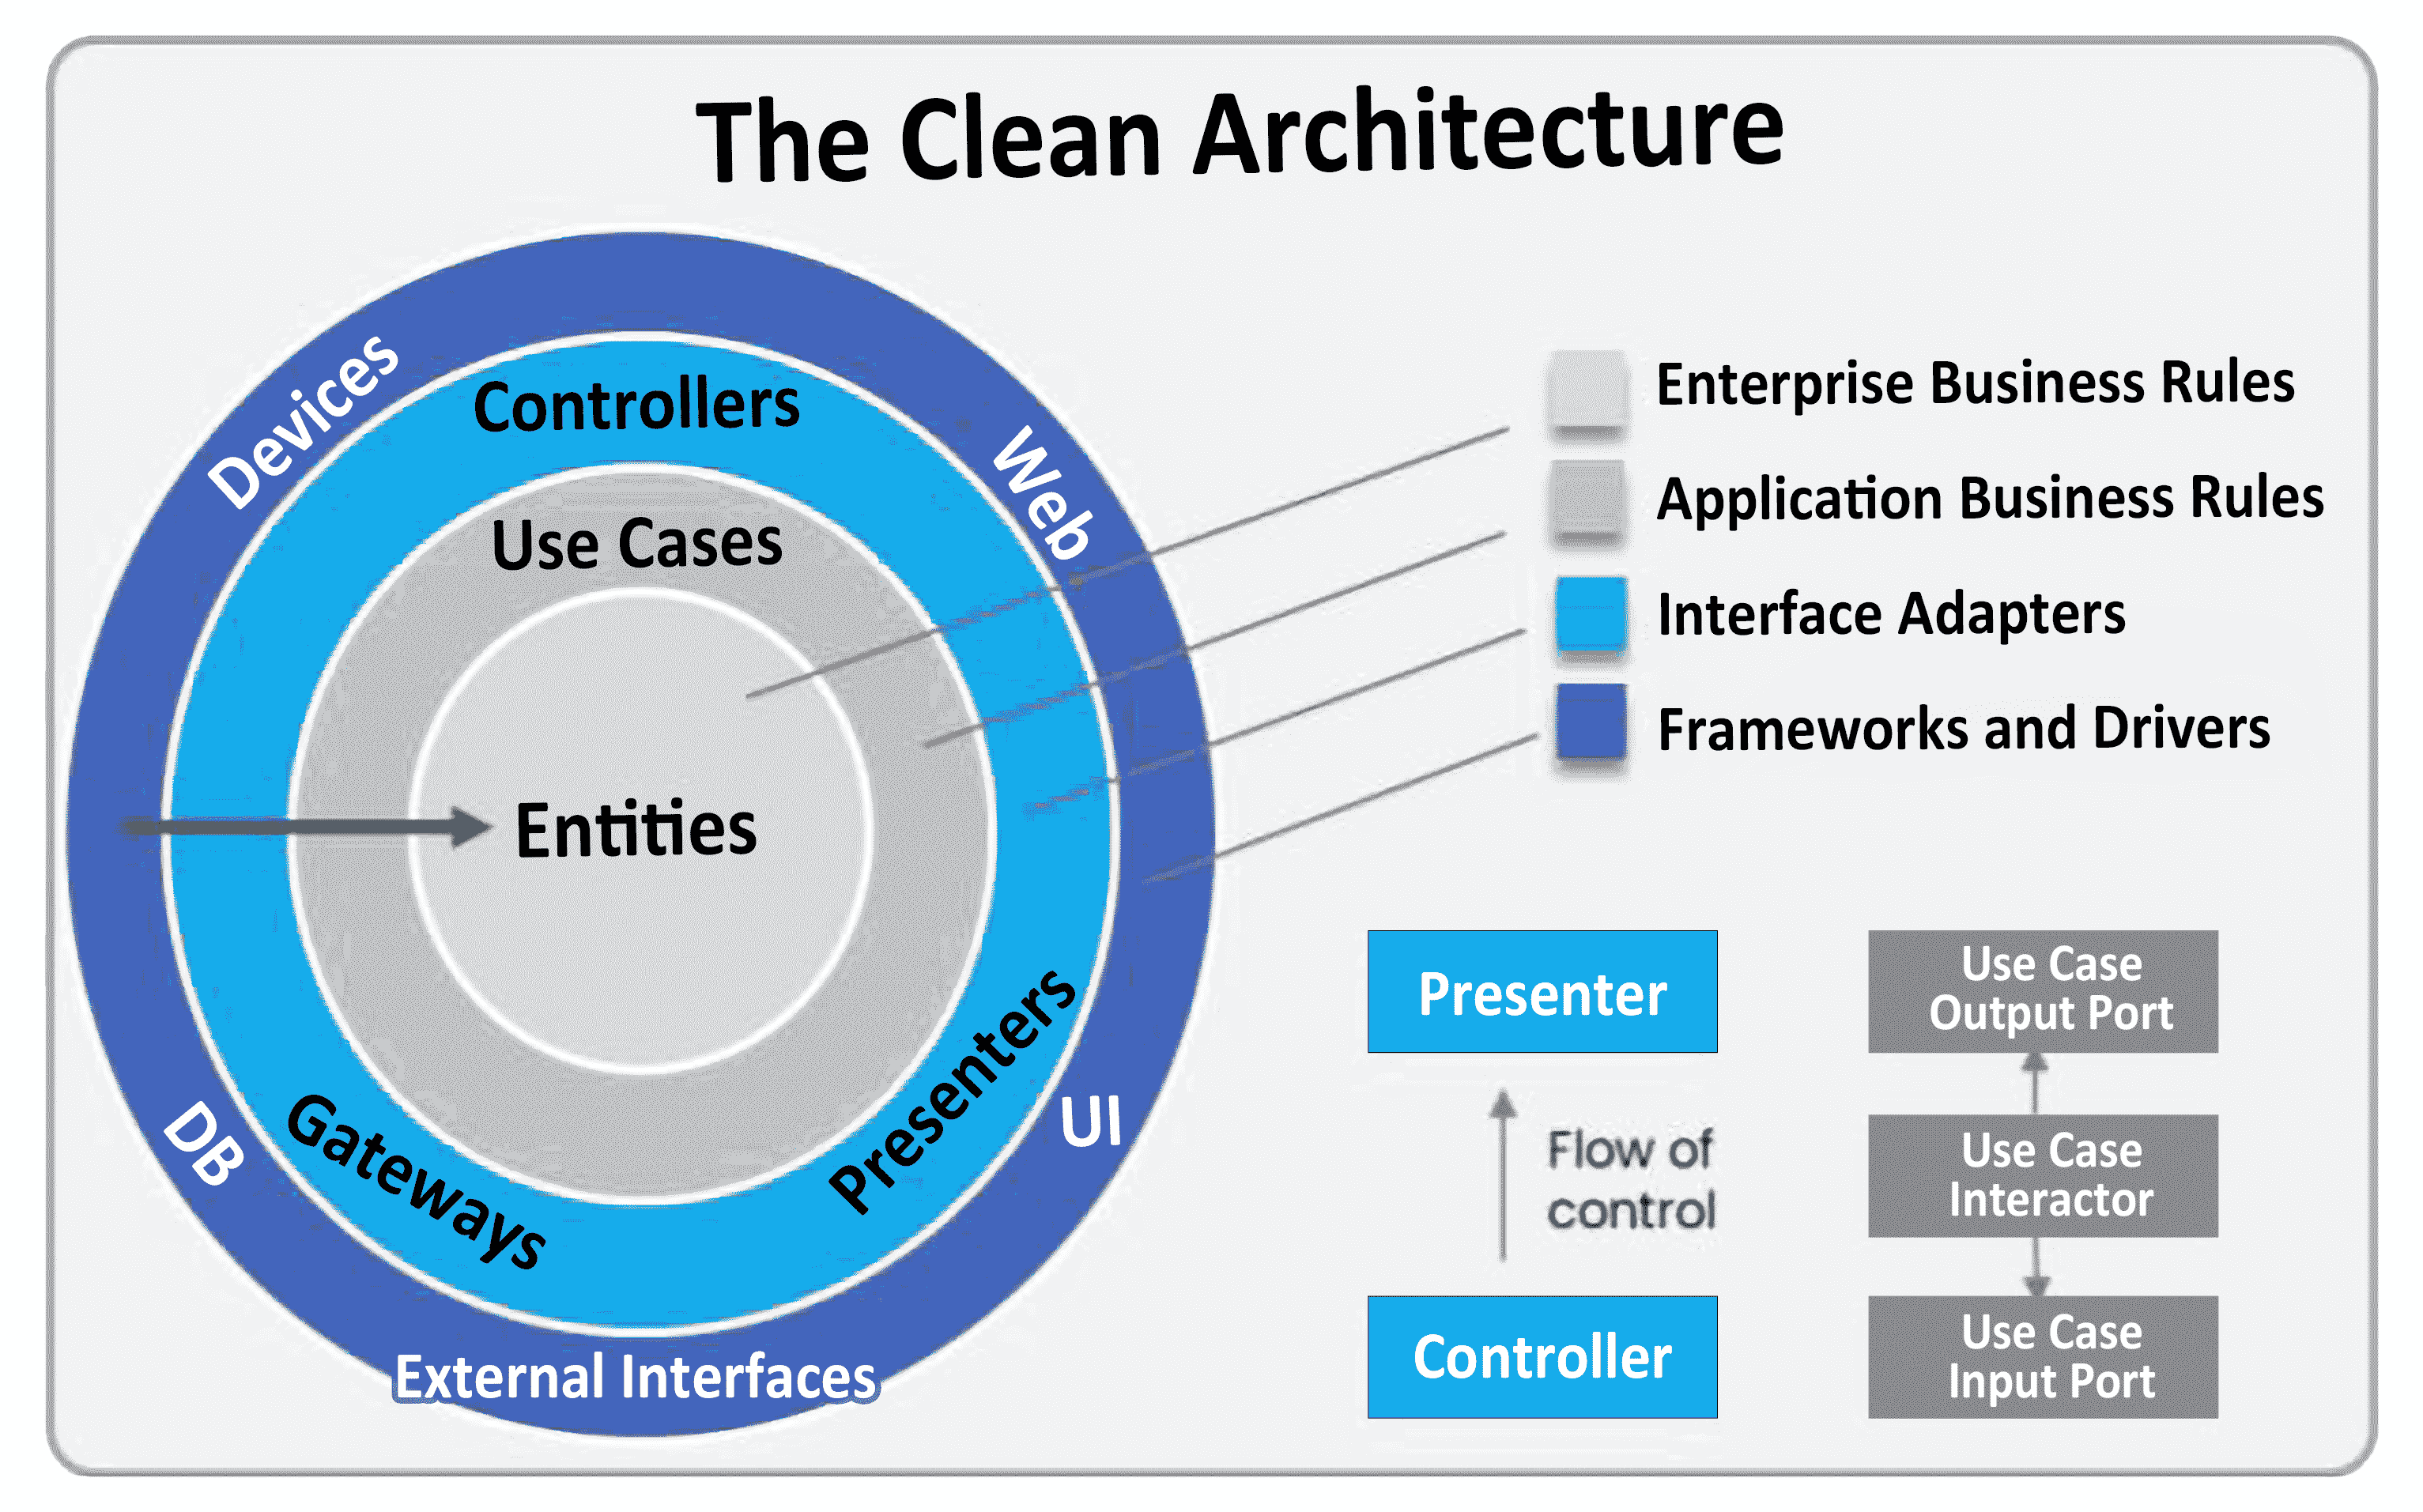 The Clean Architecture
Devices
Controllers
Web
Use Cases
Entities
Gateways
Presenters
DB
UI
External Interfaces
Enterprise Business Rules
Application Business Rules
Interface Adapters
Frameworks and Drivers
Presenter
Flow of
control
Controller
Use Case
Output Port
Use Case
Interactor
Use Case
Input Port